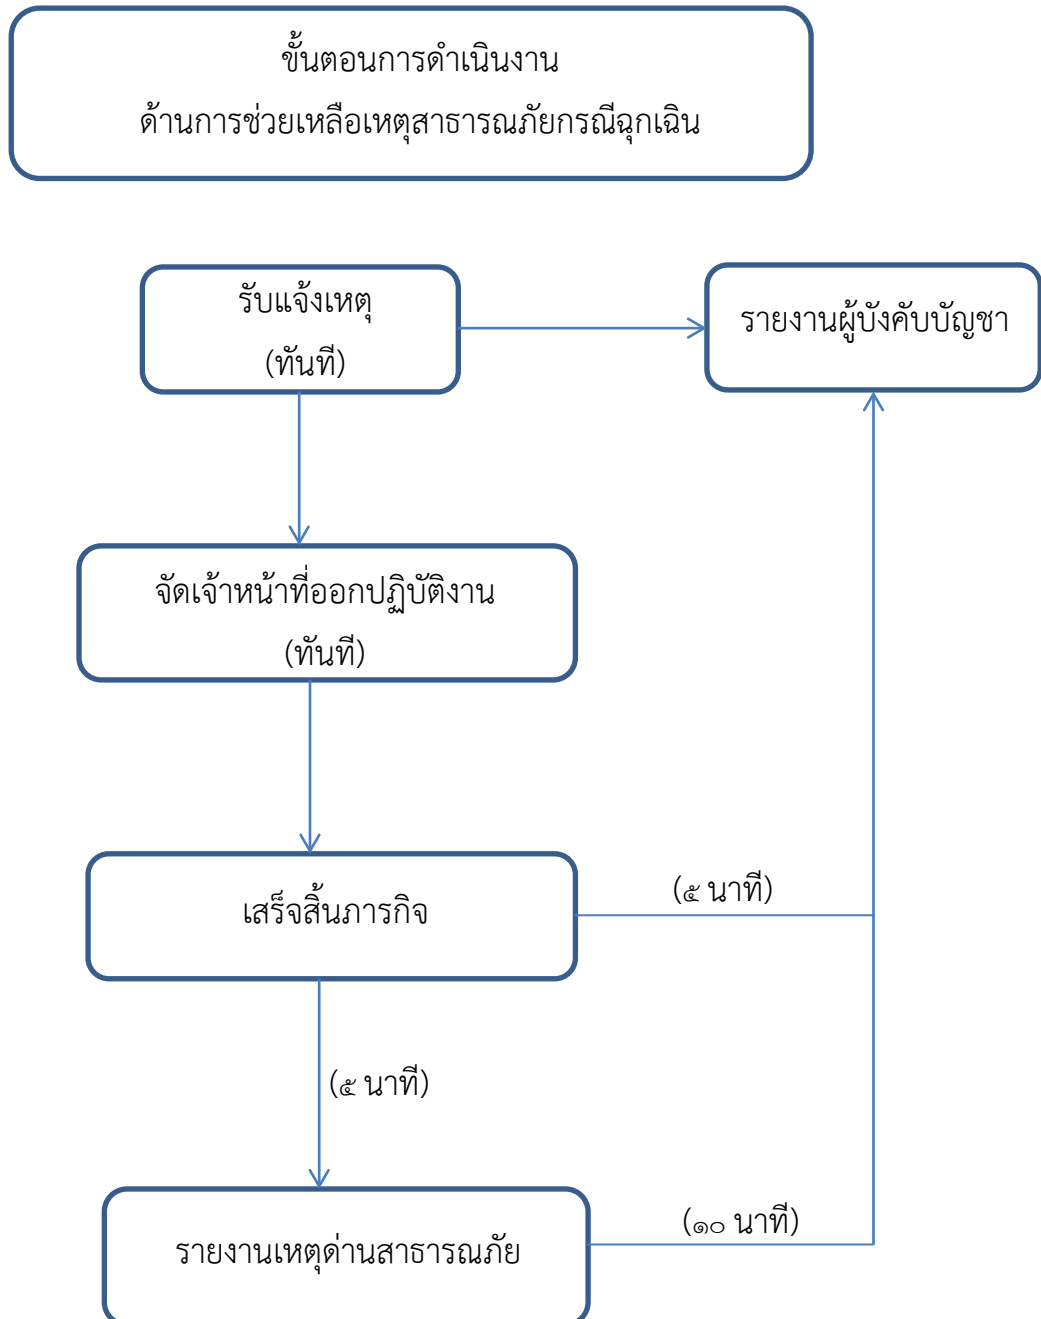 ขั้นตอนการดำเนินงาน
ด้านการช่วยเหลือเหตุสาธารณภัยกรณีฉุกเฉิน
รับแจ้งเหตุ
(ทันที)
รายงานผู้บังคับบัญชา
จัดเจ้าหน้าที่ออกปฏิบัติงาน
(ทันที)
เสร็จสิ้นภารกิจ
(๕ นาที)
(๕ นาที)
รายงานเหตุด่านสาธารณภัย
(๑๐ นาที)